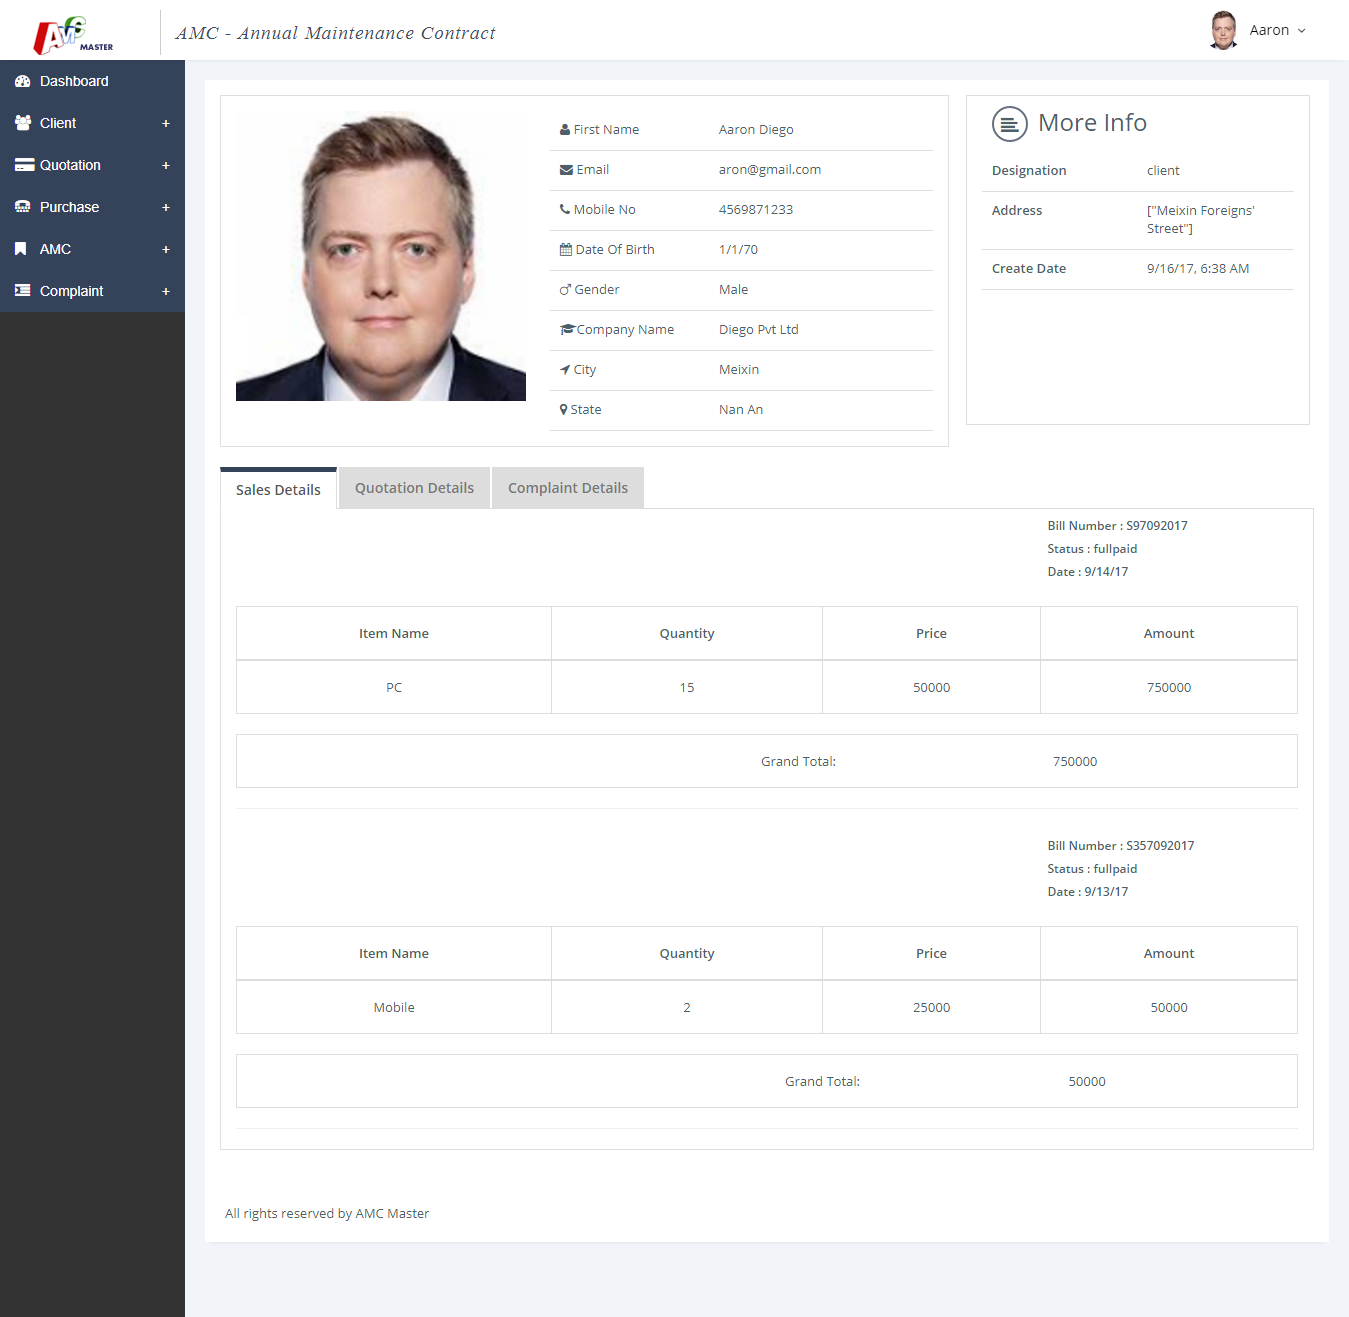 AMC MASTER
AMC - Annual Maintenance Contract
Aaron
Dashboard
Client +
Quotation +
Purchase +
AMC +
Complaint +
First Name Aaron Diego
Email aron@gmail.com
Mobile No 4569871233
Date Of Birth 1/1/70
Gender Male
Company Name Diego Pvt Ltd
City Meixin
State Nan An
More Info
Designation client
Address ["Meixin Foreigns'
Street"]
Create Date 9/16/17, 6:38 AM
Sales Details Quotation Details Complaint Details
Bill Number : S97092017
Status : fullpaid
Date : 9/14/17
Item Name Quantity Price Amount
PC 15 50000 750000
Grand Total: 750000
Bill Number : S357092017
Status : fullpaid
Date : 9/13/17
Item Name Quantity Price Amount
Mobile 2 25000 50000
Grand Total: 50000
All rights reserved by AMC Master